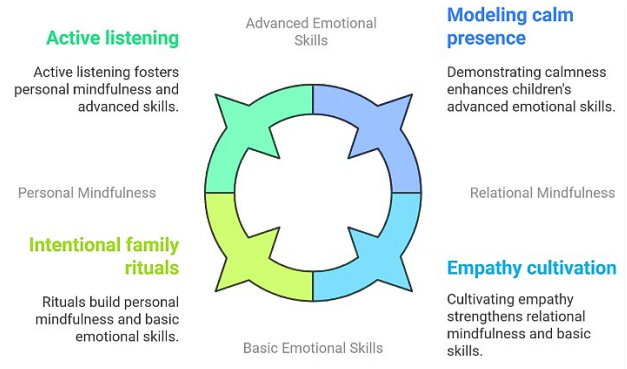 Advanced Emotional
Skills
Active listening
Active listening fosters
personal mindfulness and
advanced skills.
Modeling calm
presence
Demonstrating calmness
enhances children's
advanced emotional skills.
Personal Mindfulness
Relational Mindfulness
Intentional family
rituals
Rituals build personal
mindfulness and basic
emotional skills.
Empathy cultivation
Cultivating empathy
strengthens relational
mindfulness and basic
skills.
Basic Emotional Skills